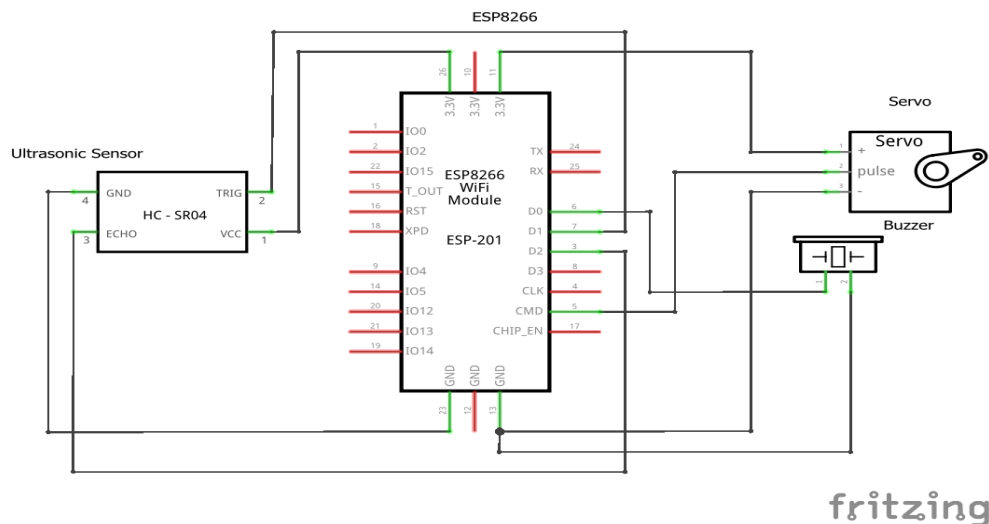 ESP8266
26
10
11
3.3V
3.3V
3.3V
Servo
1
IO0
2
IO2
22
IO15
15
T_OUT
16
RST
18
XPD
9
IO4
14
IO5
20
IO12
21
IO13
19
IO14
ESP8266
WiFi
Module
ESP-201
TX
24
RX
25
D0
6
D1
7
D2
3
D3
8
CLK
4
CMD
5
CHIP_EN
17
GND
GND
GND
23
12
13
Ultrasonic Sensor
GND
TRIG
4
2
HC - SR04
ECHO
VCC
3
1
Servo
1
+
2
pulse
3
-
Buzzer
1
2
fritzing